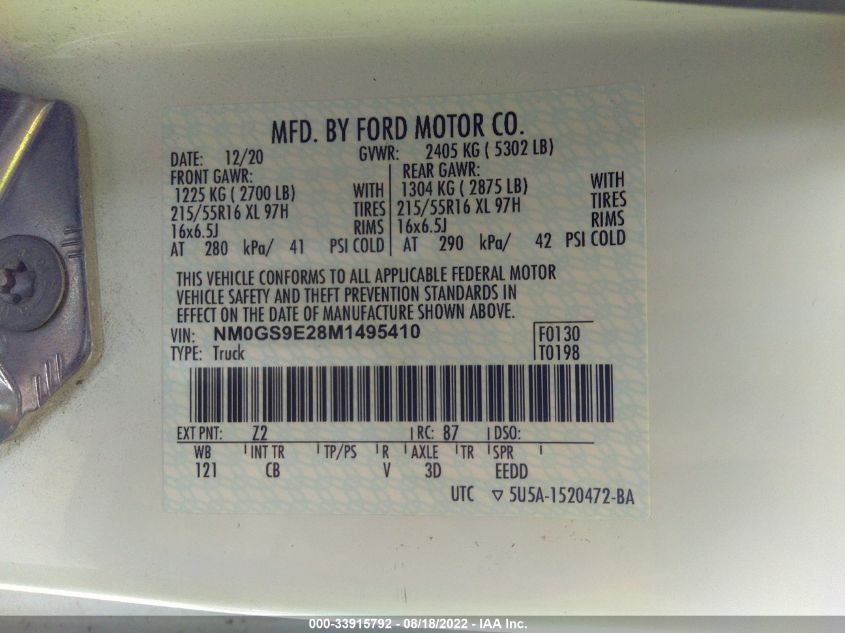 MFD. BY FORD MOTOR CO.
DATE: 12/20 GVWR: 2405 KG ( 5302 LB)
FRONT GAWR: REAR GAWR:
1225 KG ( 2700 LB) WITH 1304 KG ( 2875 LB) WITH
215/55R16 XL 97H TIRES 215/55R16 XL 97H TIRES
16x6.5J RIMS 16x6.5J RIMS
AT 280 kPa/ 41 PSI COLD AT 290 kPa/ 42 PSI COLD
THIS VEHICLE CONFORMS TO ALL APPLICABLE FEDERAL MOTOR
VEHICLE SAFETY AND THEFT PREVENTION STANDARDS IN
EFFECT ON THE DATE OF MANUFACTURE SHOWN ABOVE.
VIN: NM0GS9E28M1495410 F0130
TYPE: Truck T0198
EXT PNT: Z2 RC: 87 DSO:
WB INT TR TP/PS R AXLE TR SPR
121 CB V 3D EEDD
UTC ▽ 5U5A-1520472-BA
000-33915792 - 08/18/2022 - IAA Inc.